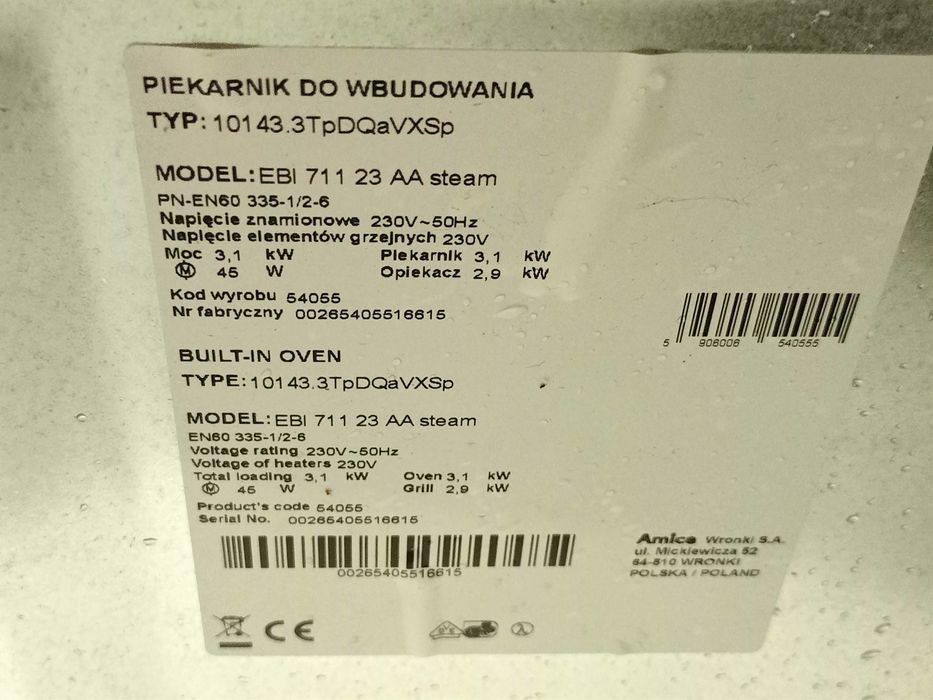 PIEKARNIK DO WBUDOWANIA
TYP: 10143.3TpDQaVXSp
MODEL: EBI 711 23 AA steam
PN-EN60 335-1/2-6
Napięcie znamionowe 230V~50Hz
Napięcie elementów grzejnych 230V
Moc 3,1 kW Piekarnik 3,1 kW
M 45 W Opiekacz 2,9 kW
Kod wyrobu 54055
Nr fabryczny 00265405516615
5 906006 540555
BUILT-IN OVEN
TYPE: 10143.3TpDQaVXSp
MODEL: EBI 711 23 AA steam
EN60 335-1/2-6
Voltage rating 230V~50Hz
Voltage of heaters 230V
Total loading 3,1 kW Oven 3,1 kW
M 45 W Grill 2,9 kW
Product's code 54055
Serial No. 00265405516615
00265405516615
Amica Wronki S.A.
ul. Mickiewicza 52
64-510 WRONKI
POLSKA / POLAND
CE